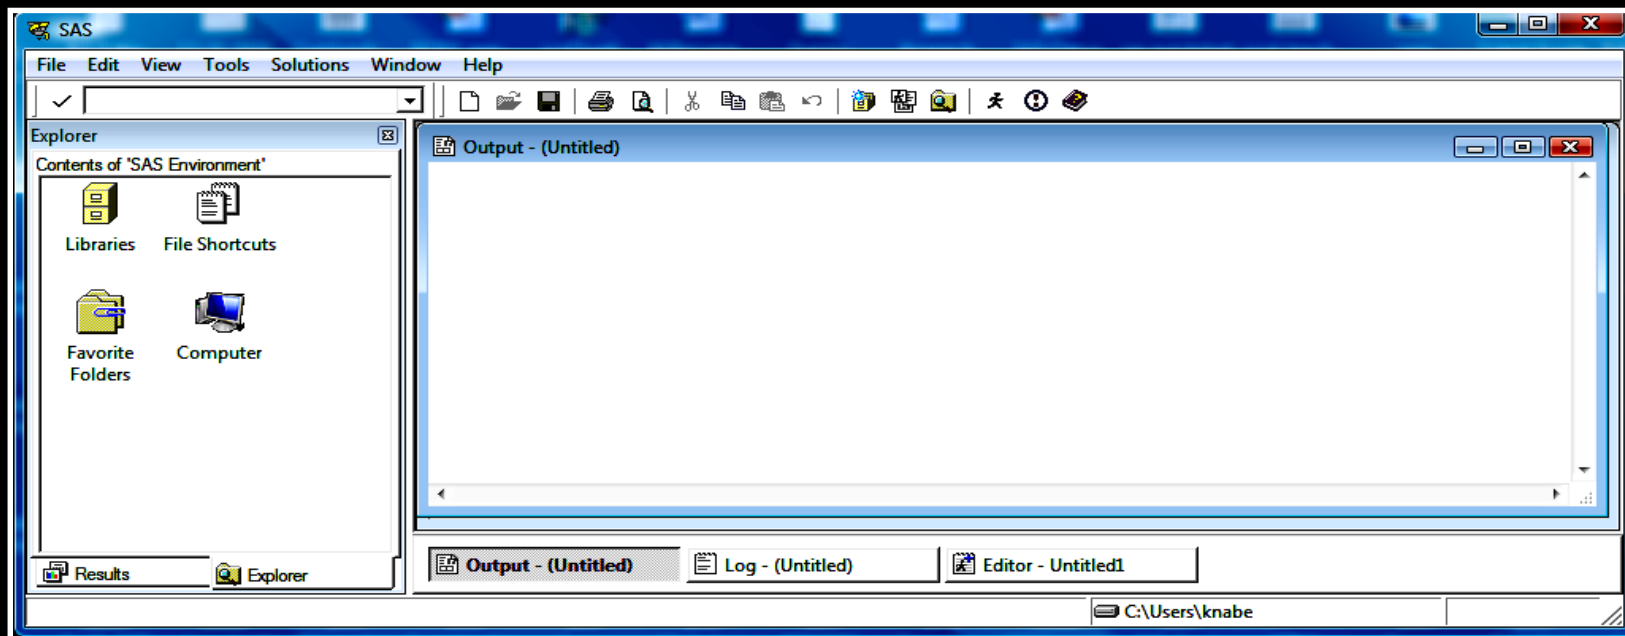 SAS
File Edit View Tools Solutions Window Help
Explorer
Contents of 'SAS Environment'
Libraries File Shortcuts
Favorite Folders Computer
Results Explorer
Output - (Untitled)
Output - (Untitled) Log - (Untitled) Editor - Untitled1
C:\Users\knabe